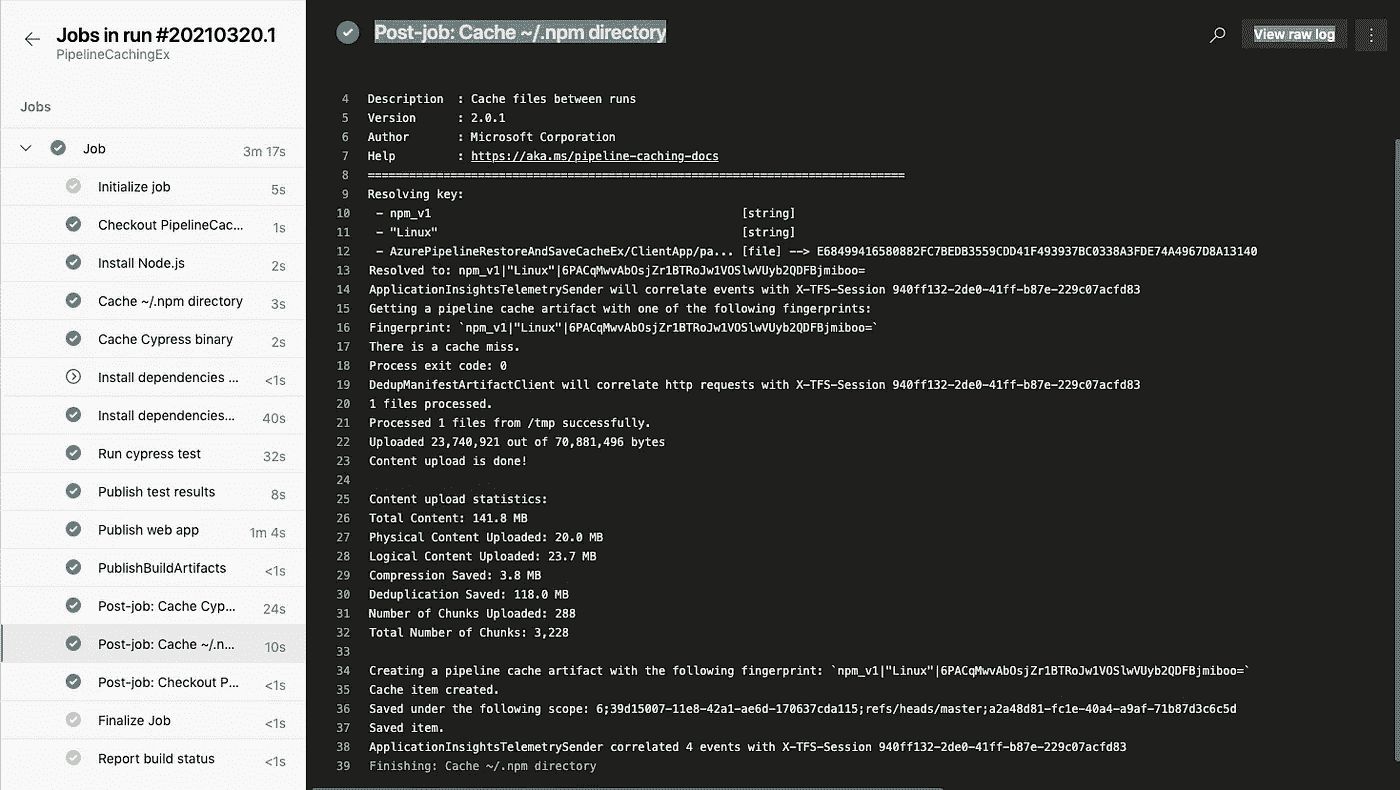 Jobs in run #20210320.1
PipelineCachingEx
Jobs
Job 3m 17s
Initialize job 5s
Checkout PipelineCac... 1s
Install Node.js 2s
Cache ~/.npm directory 3s
Cache Cypress binary 2s
Install dependencies ... <1s
Install dependencies... 40s
Run cypress test 32s
Publish test results 8s
Publish web app 1m 4s
PublishBuildArtifacts <1s
Post-job: Cache Cyp... 24s
Post-job: Cache ~/.n... 10s
Post-job: Checkout P... <1s
Finalize Job <1s
Report build status <1s
Post-job: Cache ~/.npm directory
View raw log
4 Description : Cache files between runs
5 Version : 2.0.1
6 Author : Microsoft Corporation
7 Help : https://aka.ms/pipeline-caching-docs
8 ==============================================================================
9 Resolving key:
10 - npm_v1 [string]
11 - "Linux" [string]
12 - AzurePipelineRestoreAndSaveCacheEx/ClientApp/pa... [file] --> E68499416580882FC7BEDB3559CDD41F493937BC0338A3FDE74A4967D8A13140
13 Resolved to: npm_v1|"Linux"|6PACqMwvAbOsjZr1BTRoJw1VOSlwVUyb2QDFBjmiboo=
14 ApplicationInsightsTelemetrySender will correlate events with X-TFS-Session 940ff132-2de0-41ff-b87e-229c07acfd83
15 Getting a pipeline cache artifact with one of the following fingerprints:
16 Fingerprint: `npm_v1|"Linux"|6PACqMwvAbOsjZr1BTRoJw1VOSlwVUyb2QDFBjmiboo=`
17 There is a cache miss.
18 Process exit code: 0
19 DedupManifestArtifactClient will correlate http requests with X-TFS-Session 940ff132-2de0-41ff-b87e-229c07acfd83
20 1 files processed.
21 Processed 1 files from /tmp successfully.
22 Uploaded 23,740,921 out of 70,881,496 bytes
23 Content upload is done!
24
25 Content upload statistics:
26 Total Content: 141.8 MB
27 Physical Content Uploaded: 20.0 MB
28 Logical Content Uploaded: 23.7 MB
29 Compression Saved: 3.8 MB
30 Deduplication Saved: 118.0 MB
31 Number of Chunks Uploaded: 288
32 Total Number of Chunks: 3,228
33
34 Creating a pipeline cache artifact with the following fingerprint: `npm_v1|"Linux"|6PACqMwvAbOsjZr1BTRoJw1VOSlwVUyb2QDFBjmiboo=`
35 Cache item created.
36 Saved under the following scope: 6;39d15007-11e8-42a1-ae6d-170637cda115;refs/heads/master;a2a48d81-fc1e-40a4-a9af-71b87d3c6c5d
37 Saved item.
38 ApplicationInsightsTelemetrySender correlated 4 events with X-TFS-Session 940ff132-2de0-41ff-b87e-229c07acfd83
39 Finishing: Cache ~/.npm directory